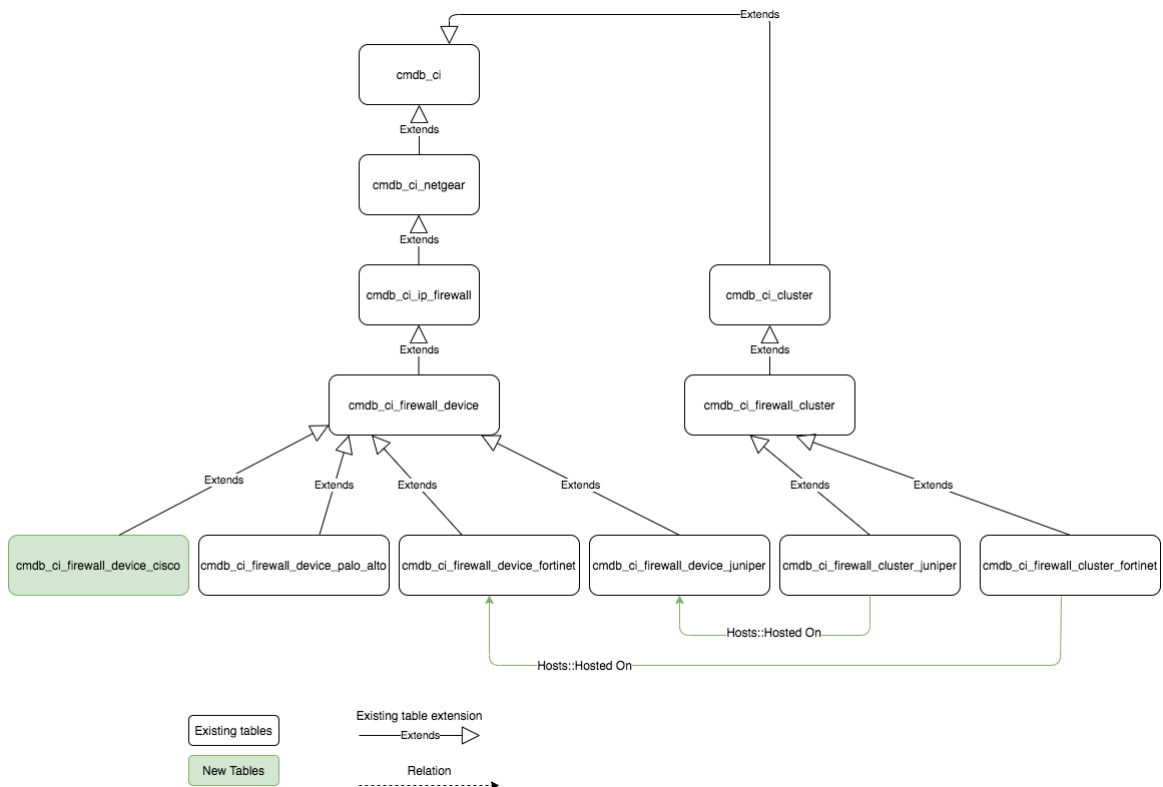 Extends
cmdb_ci
Extends
cmdb_ci_netgear
Extends
cmdb_ci_ip_firewall
cmdb_ci_cluster
Extends
Extends
cmdb_ci_firewall_device
cmdb_ci_firewall_cluster
Extends
Extends
Extends
Extends
Extends
Extends
cmdb_ci_firewall_device_cisco
cmdb_ci_firewall_device_palo_alto
cmdb_ci_firewall_device_fortinet
cmdb_ci_firewall_device_juniper
cmdb_ci_firewall_cluster_juniper
cmdb_ci_firewall_cluster_fortinet
Hosts::Hosted On
Hosts::Hosted On
Existing tables
Existing table extension
Extends
New Tables
Relation